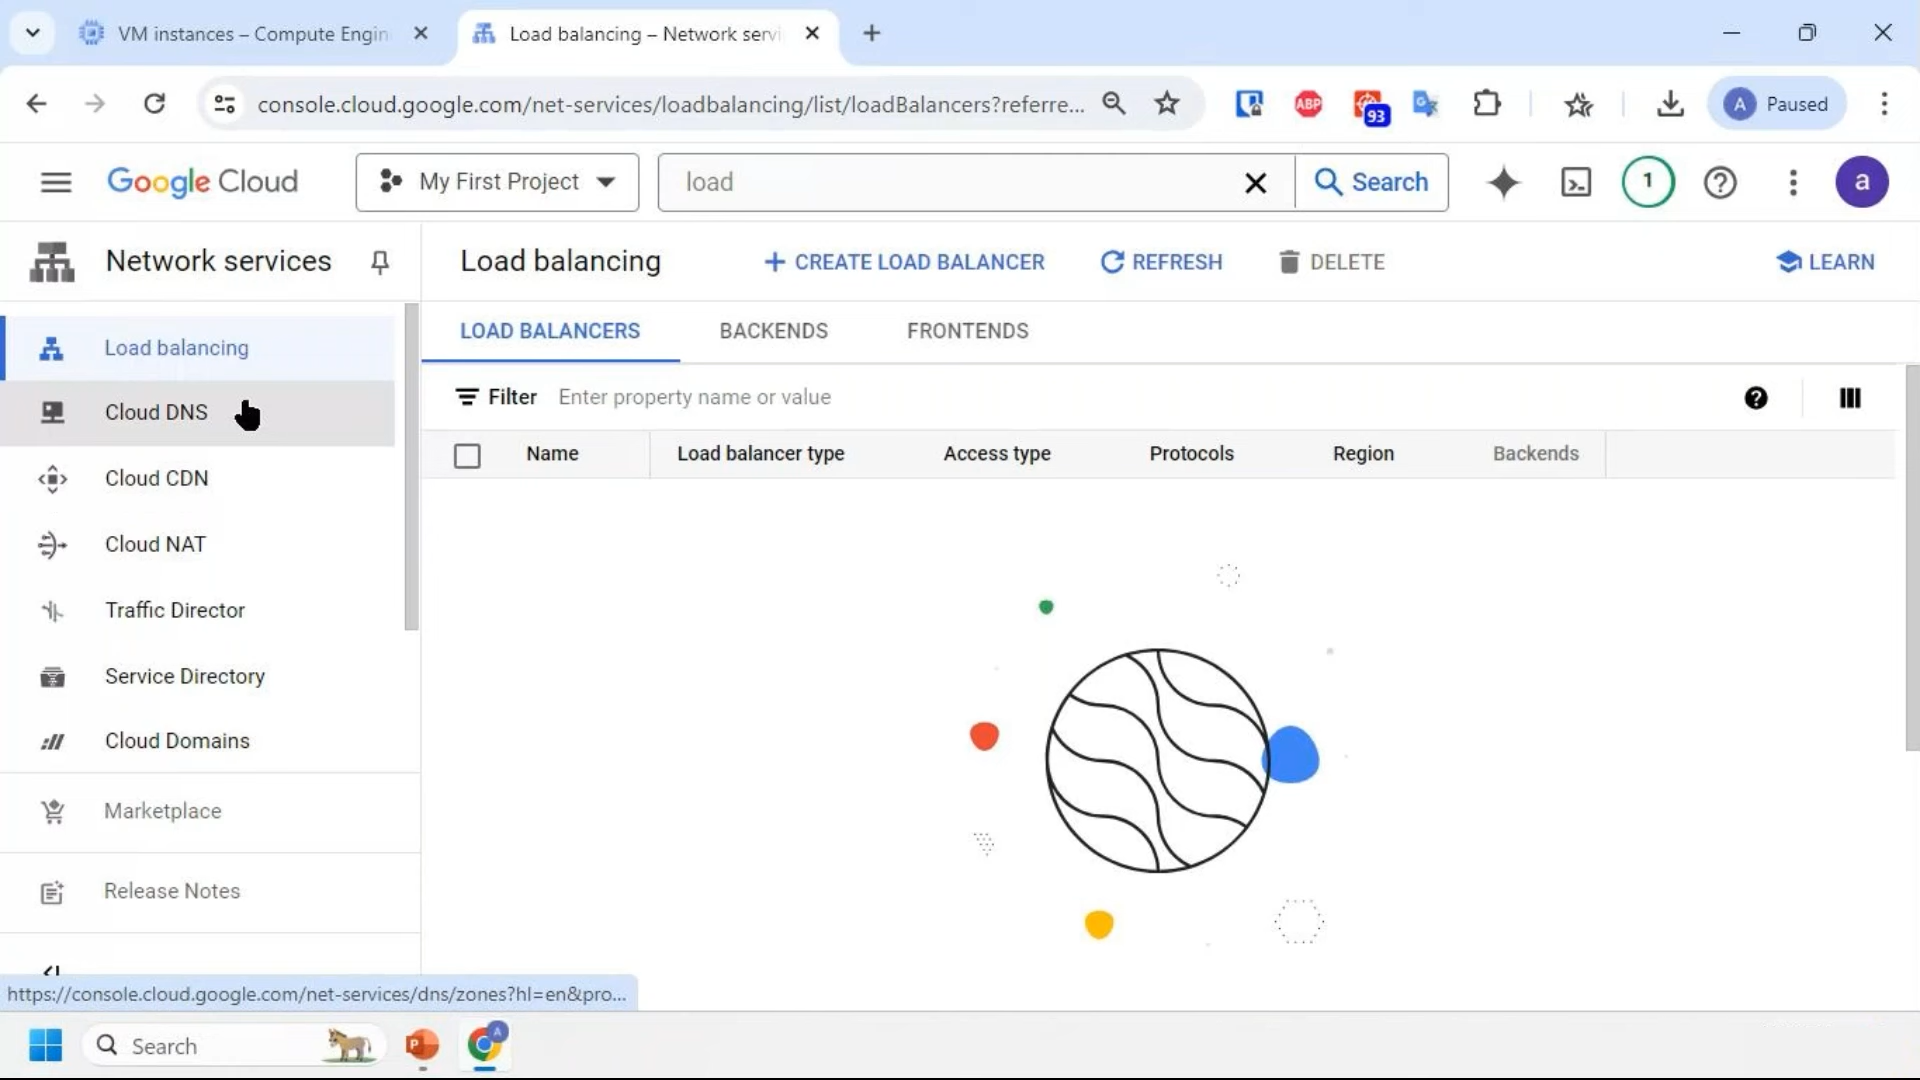 VM instances – Compute Engin
Load balancing – Network servi
console.cloud.google.com/net-services/loadbalancing/list/loadBalancers?referre...
ABP
93
A
Paused
Google Cloud
My First Project
load
Search
1
a
Network services
Load balancing
CREATE LOAD BALANCER
REFRESH
DELETE
LEARN
Load balancing
LOAD BALANCERS
BACKENDS
FRONTENDS
Cloud DNS
Filter
Enter property name or value
Name
Load balancer type
Access type
Protocols
Region
Backends
Cloud CDN
Cloud NAT
Traffic Director
Service Directory
Cloud Domains
Marketplace
Release Notes
https://console.cloud.google.com/net-services/dns/zones?hl=en&pro...
Search
P
A